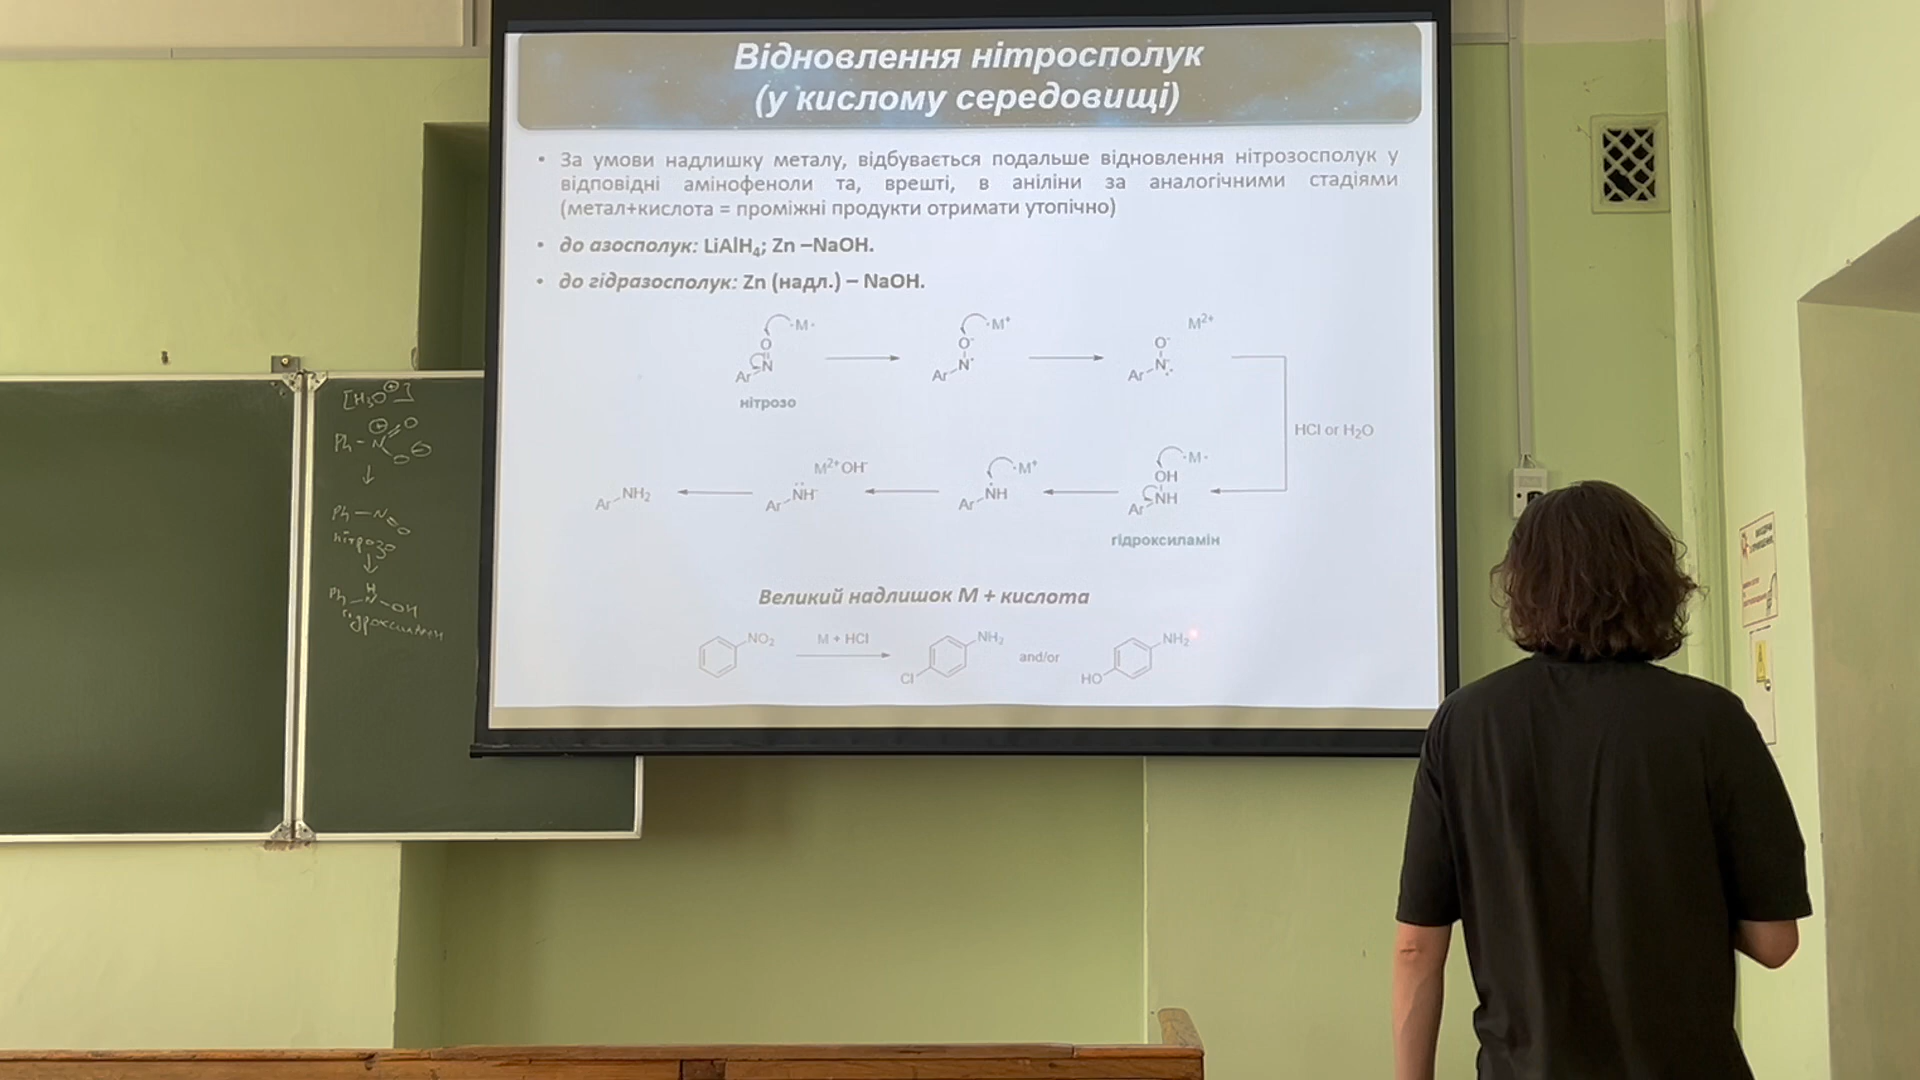 Відновлення нітросполук
(у кислому середовищі)
• За умови надлишку металу, відбувається подальше відновлення нітрозосполук у
відповідні амінофеноли та, врешті, в аніліни за аналогічними стадіями
(метал+кислота = проміжні продукти отримати утопічно)
• до азосполук: LiAlH₄; Zn –NaOH.
• до гідразосполук: Zn (надл.) – NaOH.
·M·
O
N
Ar
нітрозо
·M⁺
O⁻
N·
Ar
M²⁺
O⁻
Ar
HCl or H₂O
·M·
OH
NH
Ar
гідроксиламін
·M⁺
ṄH
Ar
M²⁺OH⁻
NH⁻
Ar
NH₂
Ar
Великий надлишок М + кислота
NO₂
M + HCl
NH₂
Cl
and/or
NH₂
HO
[H₃O⊕]
⊕ O
Ph–N
O⊖
↓
Ph–N
O
нітрозо
↓
H
Ph–N–OH